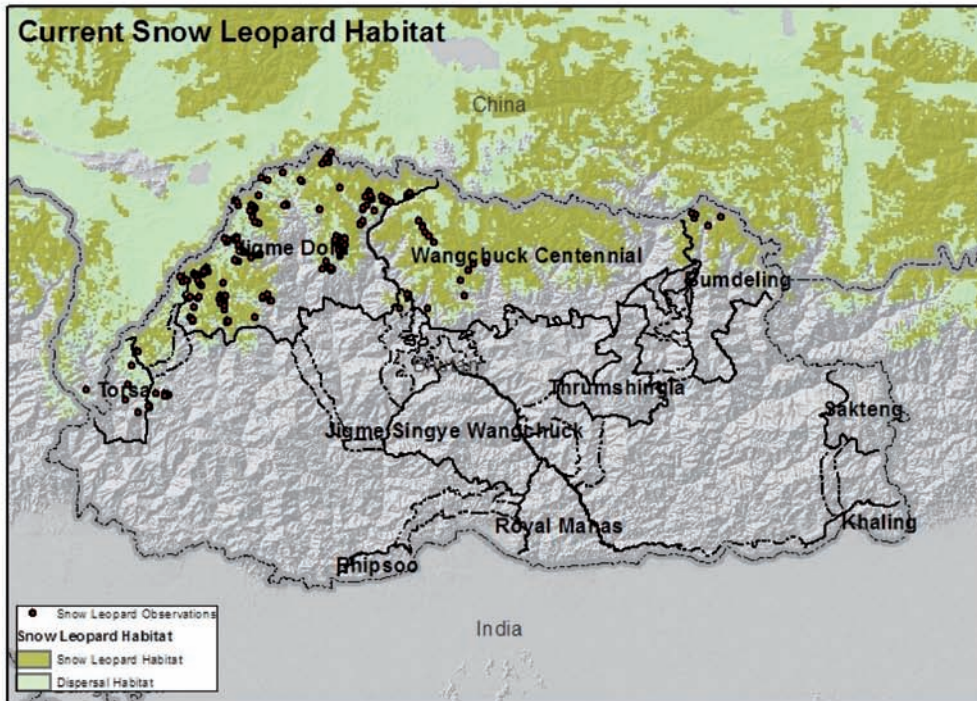 Current Snow Leopard Habitat
China
Jigme Dorji
Wangchuck Centennial
Bumdeling
Torsa
Thrumshingla
Sakteng
Jigme Singye Wangchuck
Royal Manas
Khaling
Phipsoo
India
Snow Leopard Observations
Snow Leopard Habitat
Snow Leopard Habitat
Dispersal Habitat